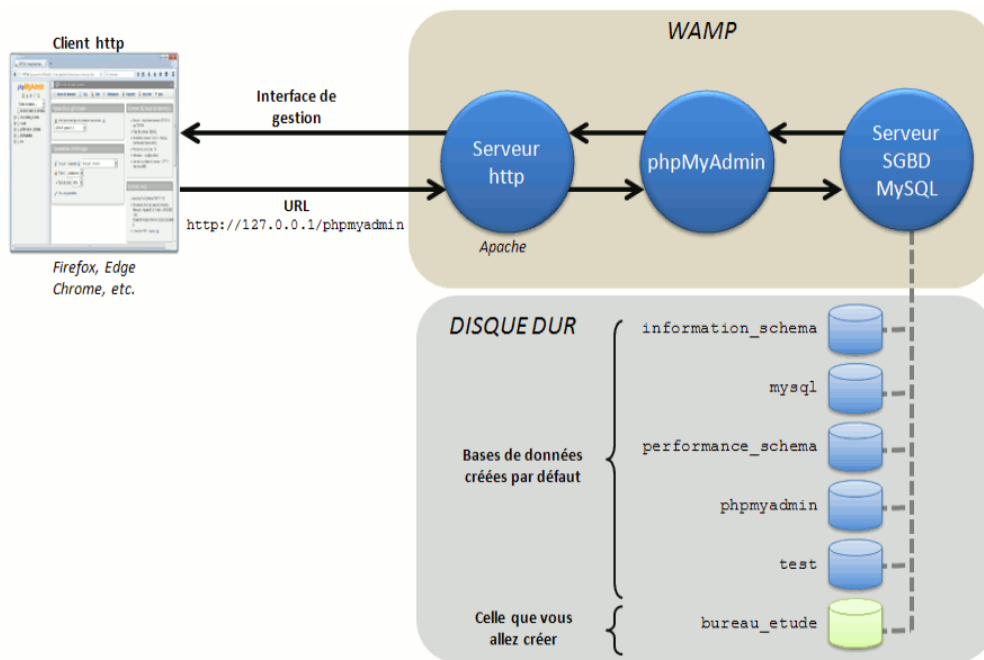 Client http
WAMP
phpMyAdmin
Interface de
gestion
Serveur
http
phpMyAdmin
Serveur
SGBD
MySQL
URL
http://127.0.0.1/phpmyadmin
Apache
Firefox, Edge
Chrome, etc.
DISQUE DUR
information_schema
mysql
Bases de données
créées par défaut
performance_schema
phpmyadmin
test
Celle que vous
allez créer
bureau_etude